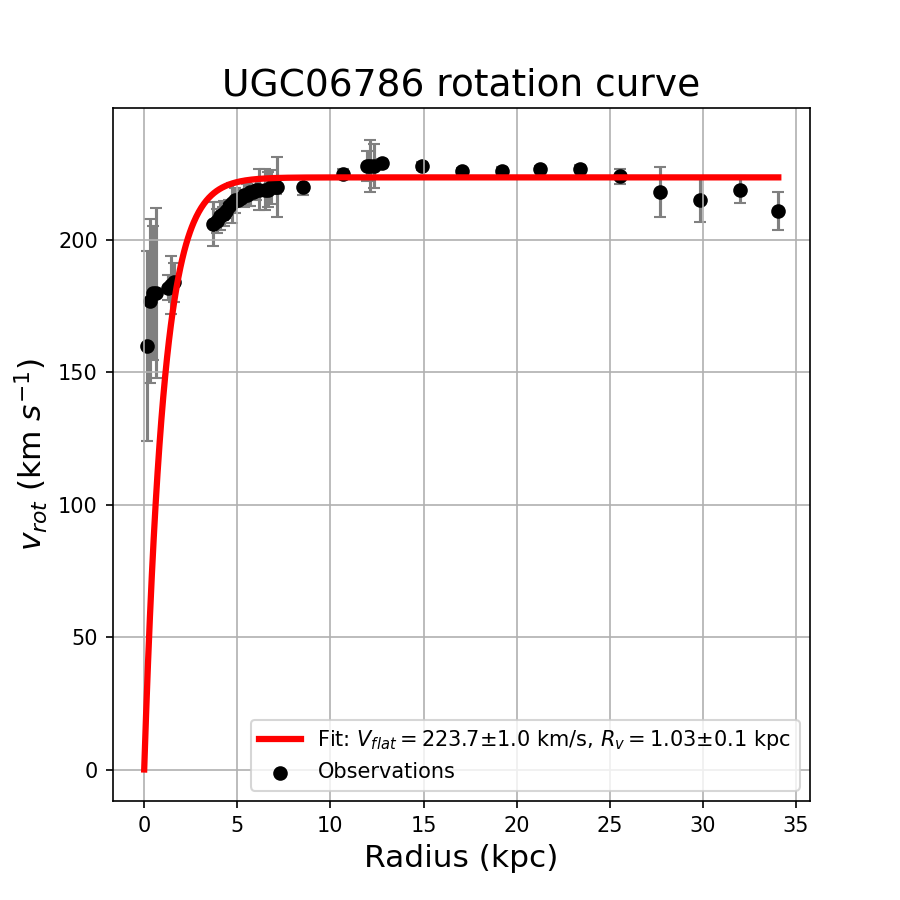 UGC06786 rotation curve
200
150
100
50
0
v_rot (km s⁻¹)
Fit: V_flat = 223.7±1.0 km/s, R_v = 1.03±0.1 kpc
Observations
0 5 10 15 20 25 30 35
Radius (kpc)